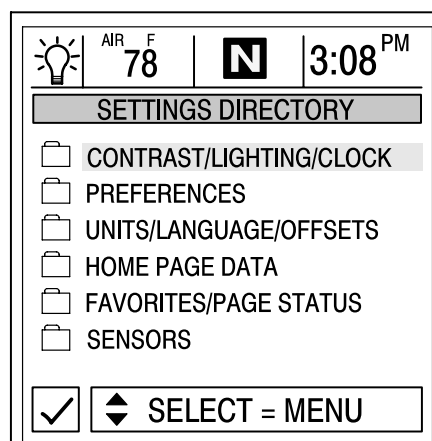 AIR F
78 N 3:08 PM
SETTINGS DIRECTORY
CONTRAST/LIGHTING/CLOCK
PREFERENCES
UNITS/LANGUAGE/OFFSETS
HOME PAGE DATA
FAVORITES/PAGE STATUS
SENSORS
SELECT = MENU